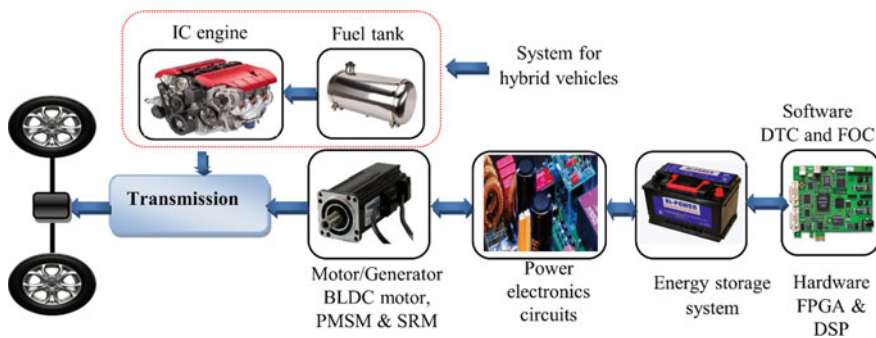 IC engine
Fuel tank
System for
hybrid vehicles
Software
DTC and FOC
Transmission
Motor/Generator
BLDC motor,
PMSM & SRM
Power
electronics
circuits
Energy storage
system
Hardware
FPGA &
DSP